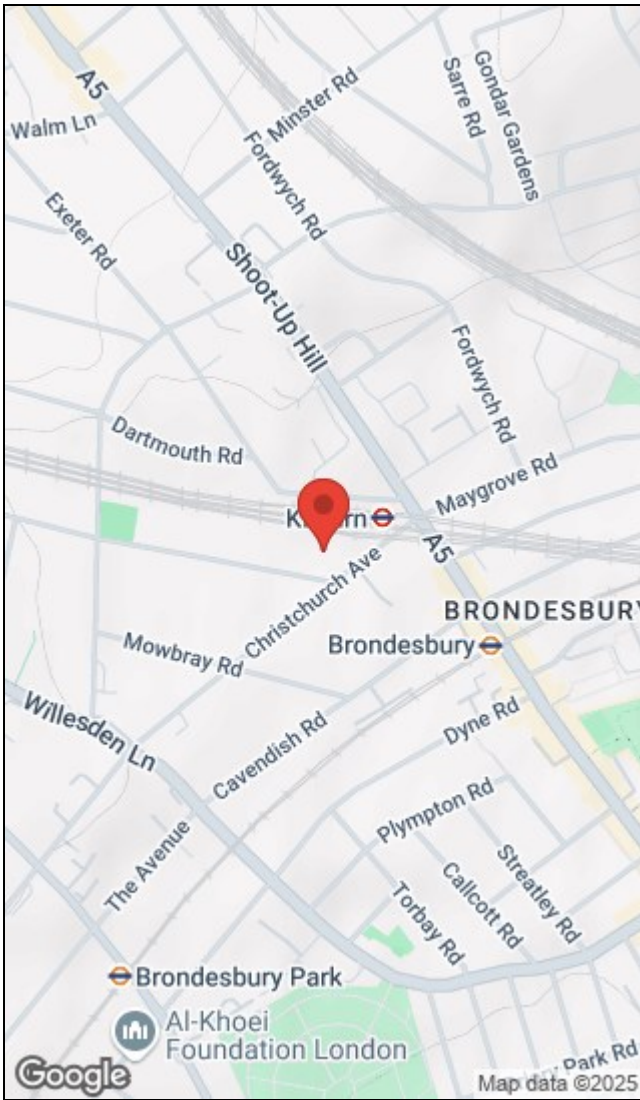 A5
Walm Ln
Minster Rd
Sarre Rd
Gondar Gardens
Fordwych Rd
Exeter Rd
Shoot-Up Hill
Fordwych Rd
Dartmouth Rd
Maygrove Rd
A5
Christchurch Ave
BRONDESBURY
Brondesbury
Mowbray Rd
Willesden Ln
Cavendish Rd
Dyne Rd
Plympton Rd
The Avenue
Streatley Rd
Callcott Rd
Torbay Rd
Brondesbury Park
Al-Khoei
Foundation London
Park Rd
Google
Map data ©2025